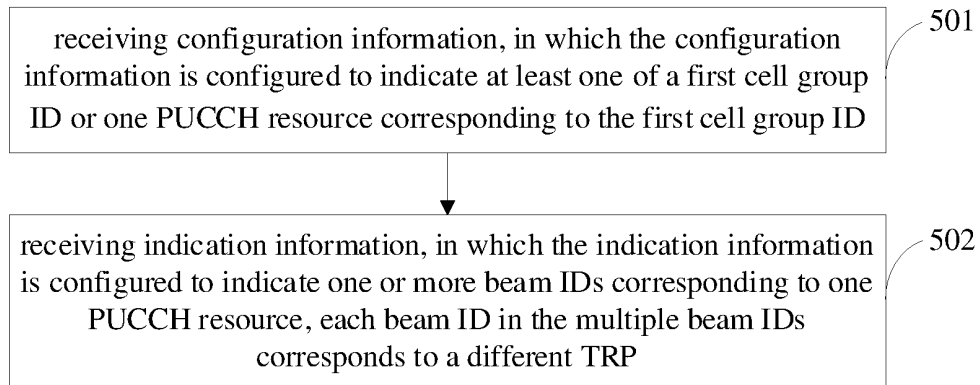 receiving configuration information, in which the configuration
information is configured to indicate at least one of a first cell group
ID or one PUCCH resource corresponding to the first cell group ID
501
receiving indication information, in which the indication information
is configured to indicate one or more beam IDs corresponding to one
PUCCH resource, each beam ID in the multiple beam IDs
corresponds to a different TRP
502